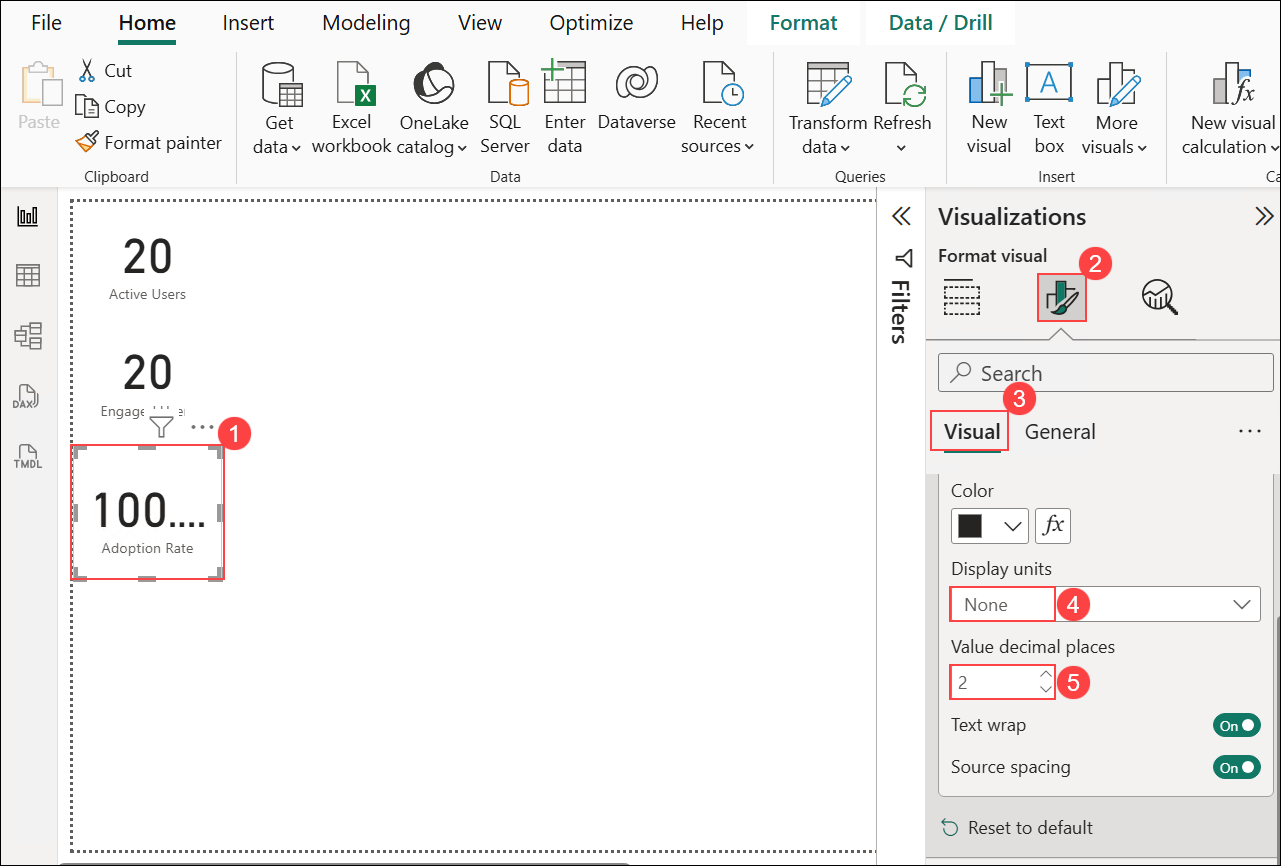 File Home Insert Modeling View Optimize Help Format Data / Drill
Paste
Cut
Copy
Format painter
Clipboard
Get data
Excel workbook
OneLake catalog
SQL Server
Enter data
Dataverse
Recent sources
Data
Transform data
Refresh
Queries
New visual
Text box
A
More visuals
Insert
New visual calculation
fx
Ca
DAX
TMDL
20
Active Users
20
Engage
1
100....
Adoption Rate
Filters
Visualizations
Format visual
2
Search
3
Visual General
Color
fx
Display units
None
4
Value decimal places
2
5
Text wrap
On
Source spacing
On
Reset to default